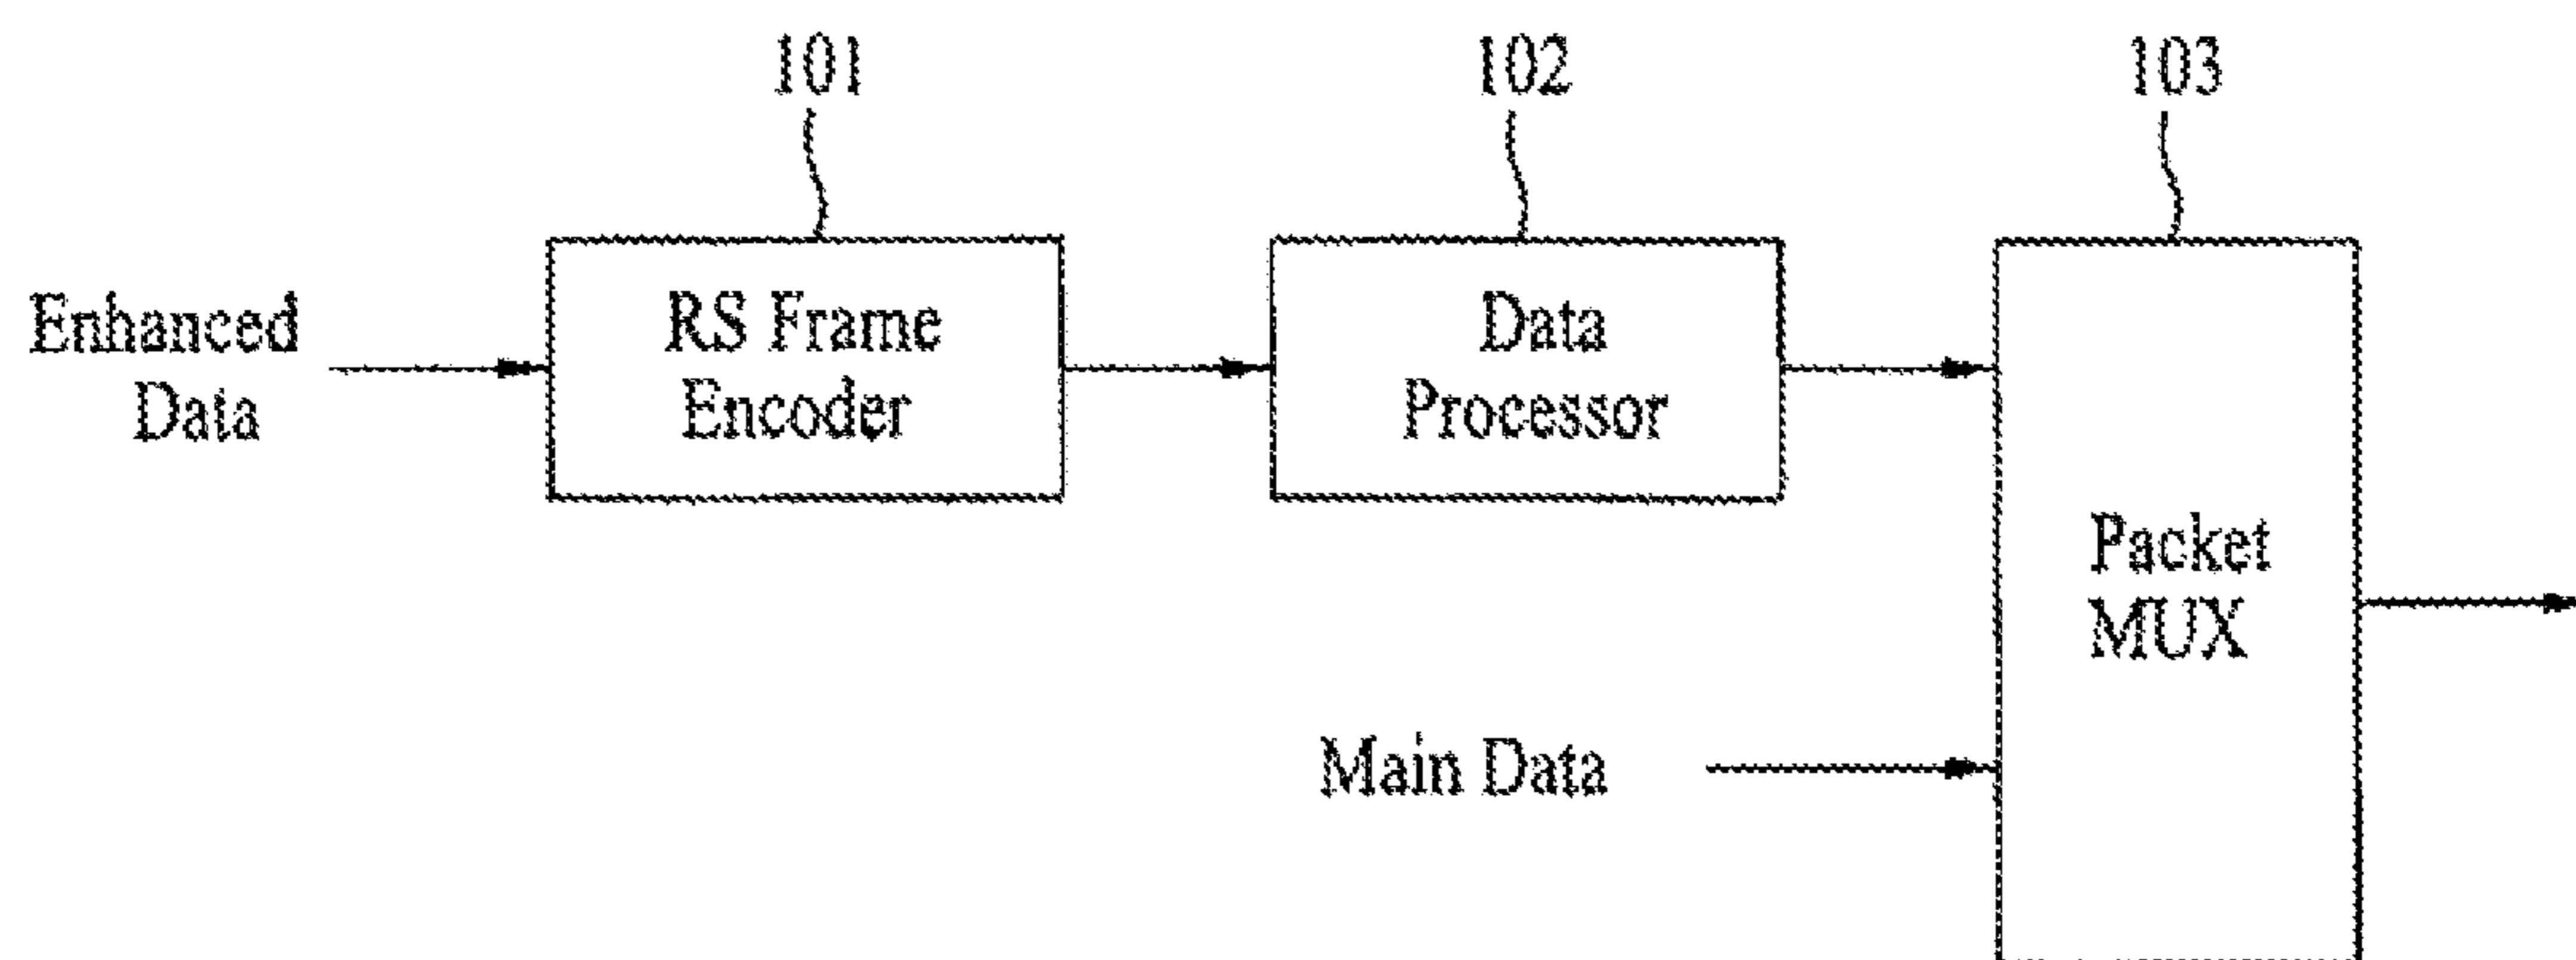 101
102
103
Enhanced
Data
RS Frame
Encoder
Data
Processor
Packet
MUX
Main Data